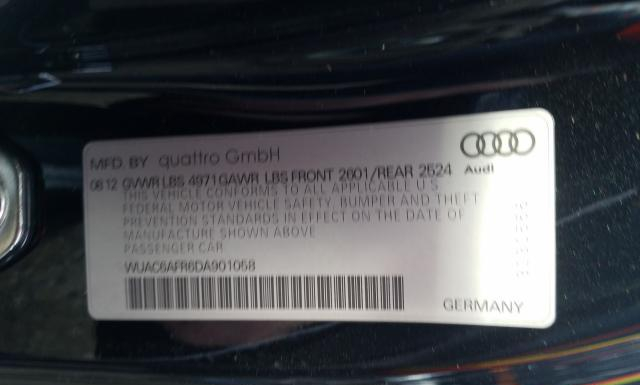 MFD BY quattro GmbH
Audi
08.12 GVWR LBS 4971 GAWR LBS FRONT 2601/REAR 2524
THIS VEHICLE CONFORMS TO ALL APPLICABLE U.S.
FEDERAL MOTOR VEHICLE SAFETY, BUMPER AND THEFT
PREVENTION STANDARDS IN EFFECT ON THE DATE OF
MANUFACTURE SHOWN ABOVE
PASSENGER CAR
WUAC6AFR6DA901058
GERMANY